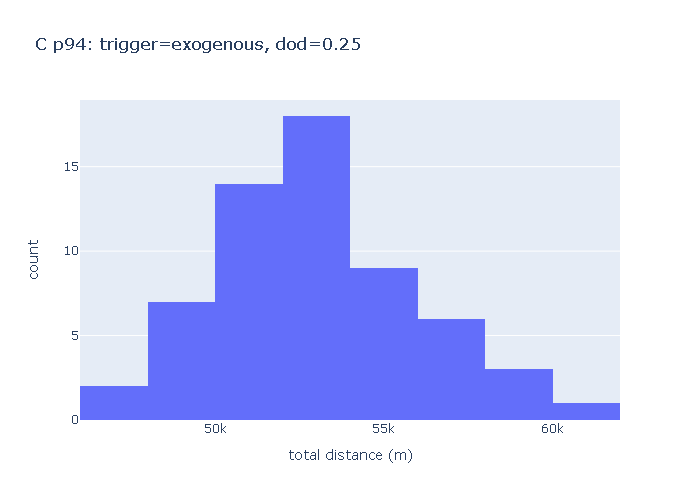 C p94: trigger=exogenous, dod=0.25
15
10
5
0
count
50k
55k
60k
total distance (m)